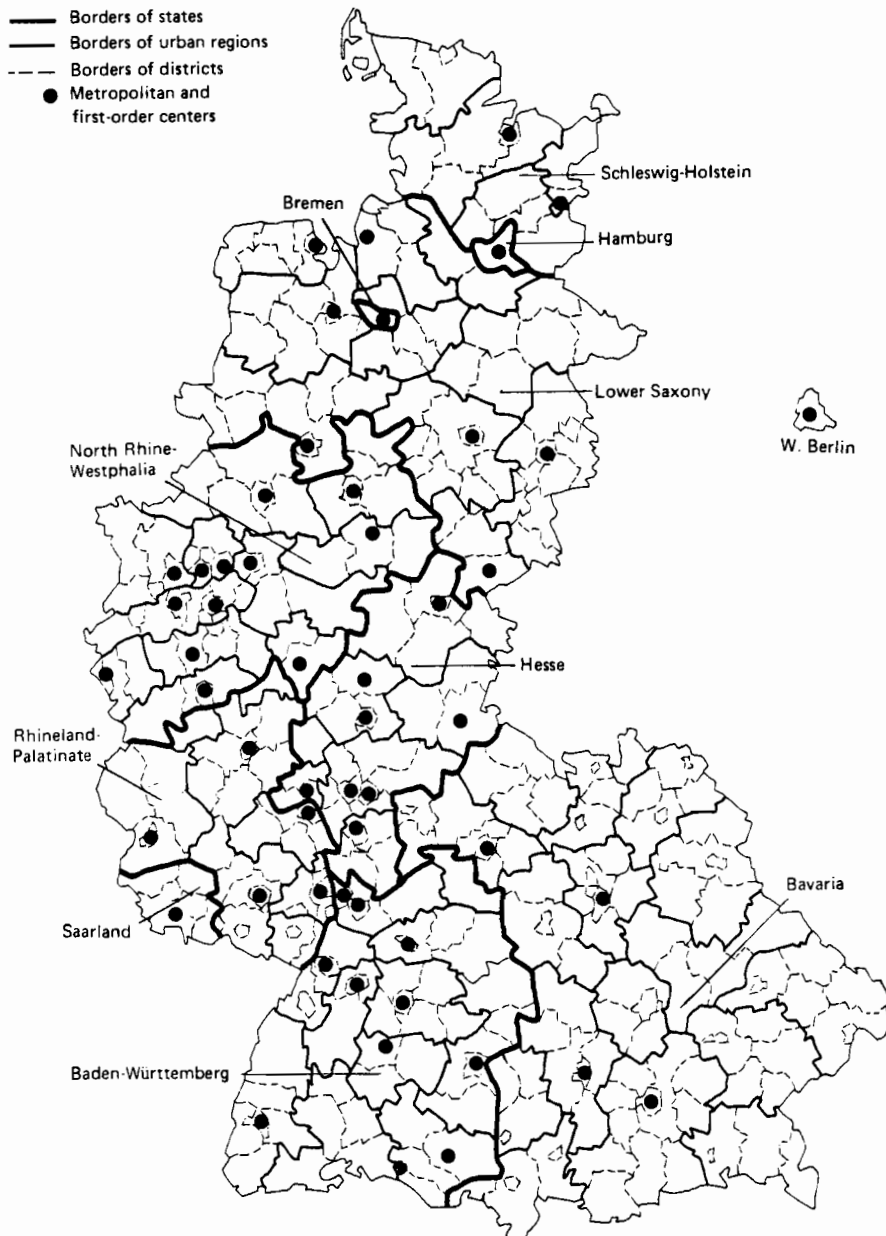 Borders of states
Borders of urban regions
Borders of districts
Metropolitan and
first-order centers
Schleswig-Holstein
Bremen
Hamburg
Lower Saxony
W. Berlin
North Rhine-
Westphalia
Hesse
Rhineland-
Palatinate
Bavaria
Saarland
Baden-Württemberg